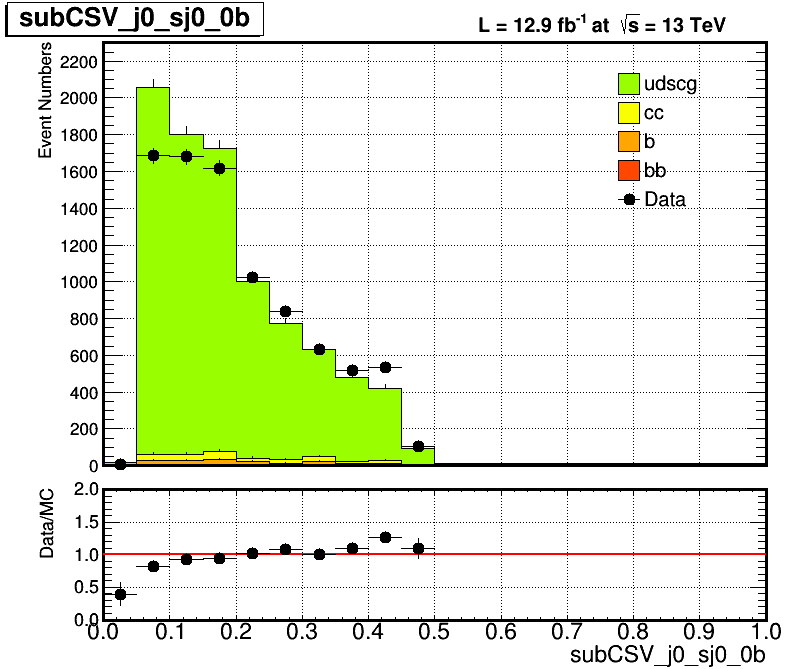 subCSV_j0_sj0_0b
L = 12.9 fb⁻¹ at √s = 13 TeV
Event Numbers
2200
2000
1800
1600
1400
1200
1000
800
600
400
200
0
udscg
cc
b
bb
Data
Data/MC
2.0
1.5
1.0
0.5
0.0
0.0 0.1 0.2 0.3 0.4 0.5 0.6 0.7 0.8 0.9 1.0
subCSV_j0_sj0_0b